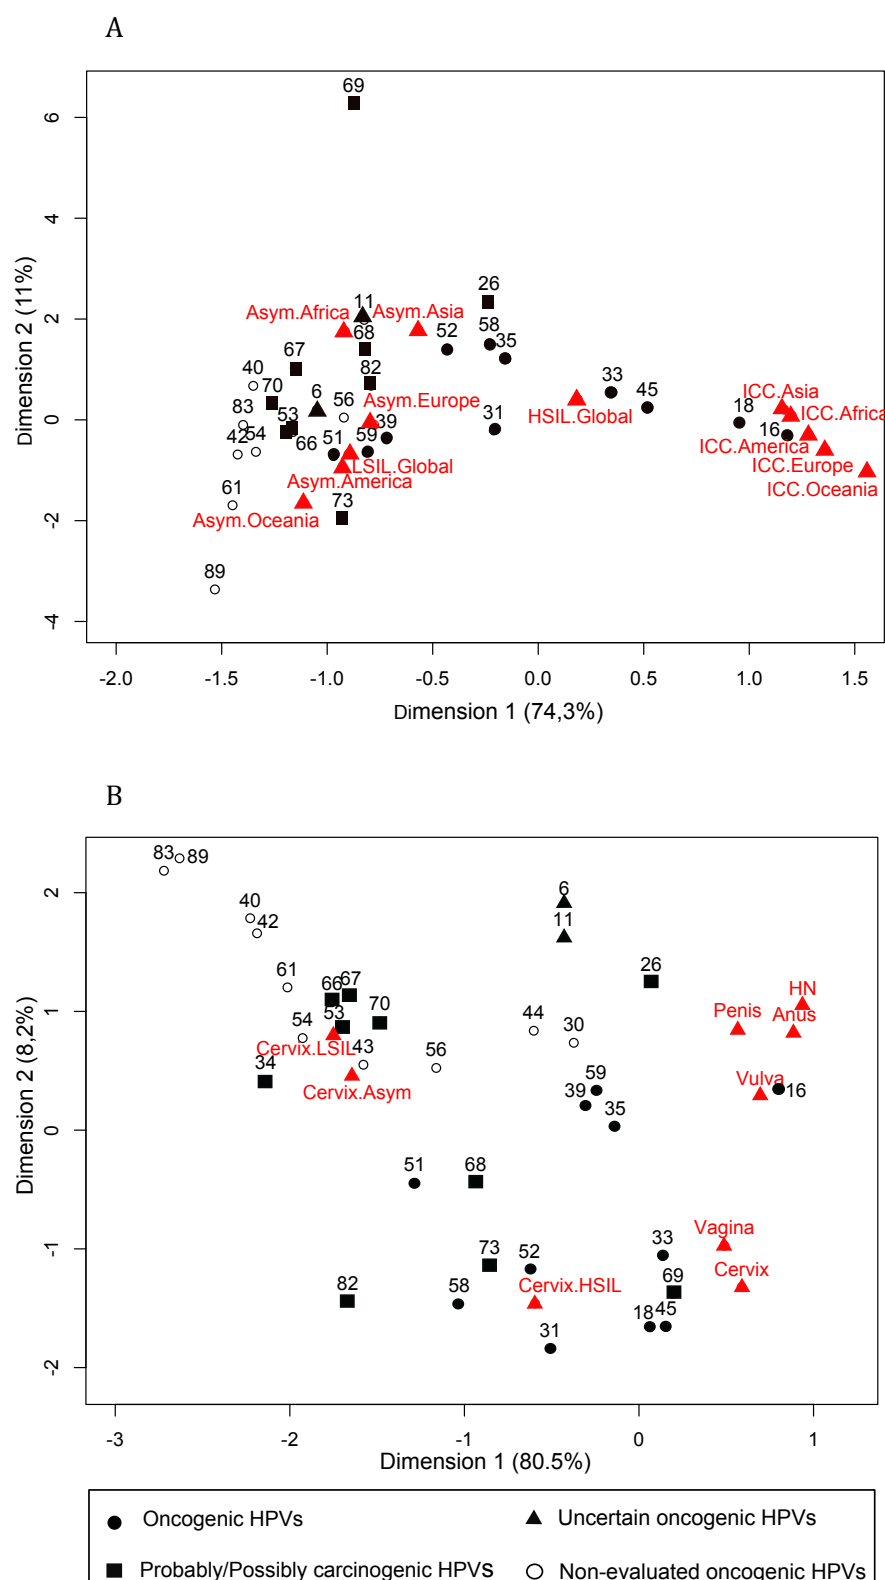 A
69
6
4
26
2
Asym.Africa
11
Asym.Asia
52
58
35
68
67
82
40
70
6
56
Asym.Europe
33
45
HSIL.Global
ICC.Asia
18
ICC.Africa
16
0
83
53
42
54
66
51
59
39
31
LSIL.Global
ICC.America
ICC.Europe
ICC.Oceania
Asym.America
61
Asym.Oceania
73
-2
89
-4
Dimension 2 (11%)
-2.0 -1.5 -1.0 -0.5 0.0 0.5 1.0 1.5
Dimension 1 (74,3%)
B
83 89
2
40
42
6
11
61
66 67
26
HN
Penis
Anus
1
53
70
54
44
30
Cervix.LSIL
43
56
34
Cervix.Asym
59
39
35
Vulva
16
0
51
68
Vagina
33
-1
73
52
Cervix
82
58
Cervix.HSIL
69
18 45
31
-2
Dimension 2 (8,2%)
-3 -2 -1 0 1
Dimension 1 (80.5%)
Oncogenic HPVs
Uncertain oncogenic HPVs
Probably/Possibly carcinogenic HPVs
Non-evaluated oncogenic HPVs